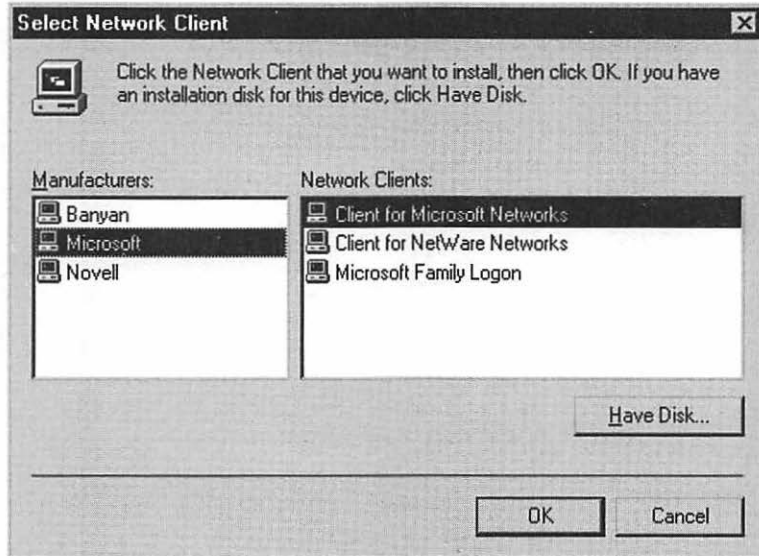 Select Network Client
Click the Network Client that you want to install, then click OK. If you have
an installation disk for this device, click Have Disk.
Manufacturers:
Banyan
Microsoft
Novell
Network Clients:
Client for Microsoft Networks
Client for NetWare Networks
Microsoft Family Logon
Have Disk...
OK
Cancel